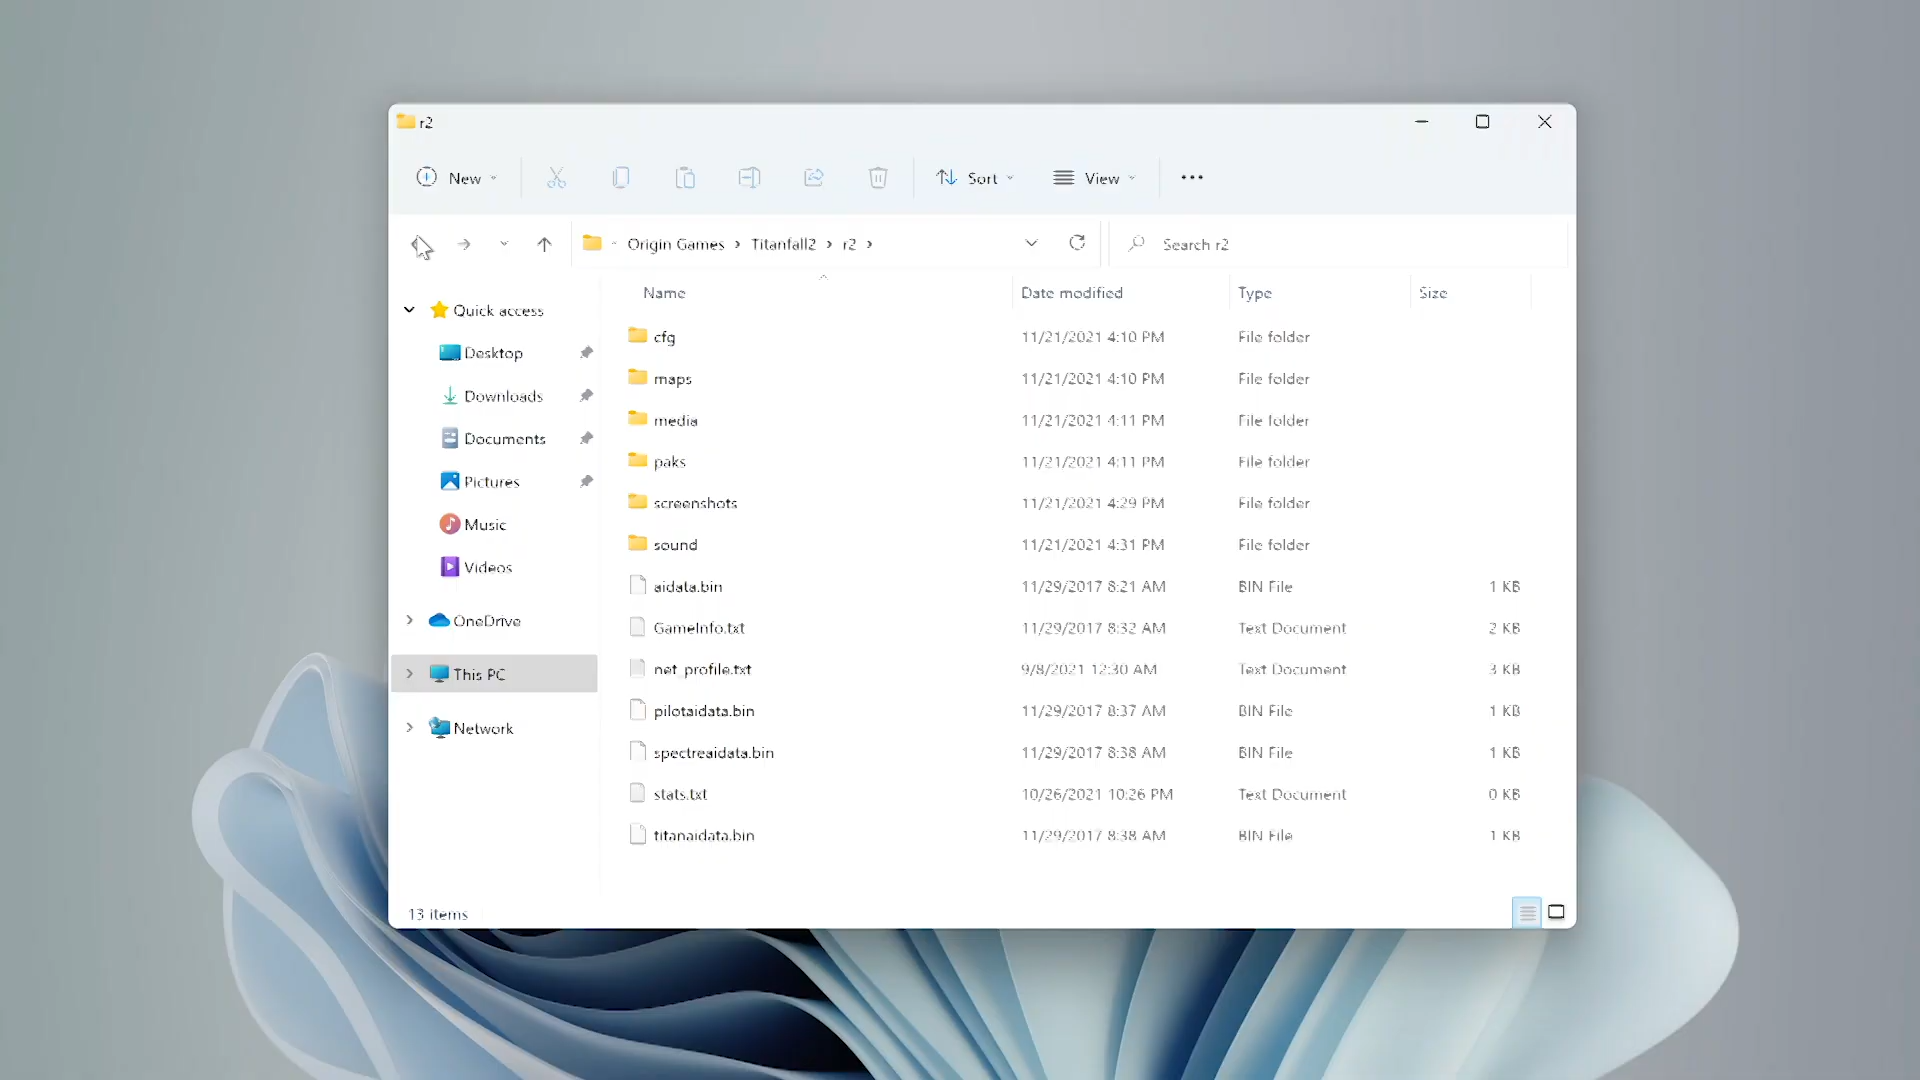 r2
New
Sort
View
Origin Games > Titanfall2 > r2 >
Search r2
Name Date modified Type Size
Quick access
Desktop
Downloads
Documents
Pictures
Music
Videos
OneDrive
This PC
Network
cfg 11/21/2021 4:10 PM File folder
maps 11/21/2021 4:10 PM File folder
media 11/21/2021 4:11 PM File folder
paks 11/21/2021 4:11 PM File folder
screenshots 11/21/2021 4:29 PM File folder
sound 11/21/2021 4:31 PM File folder
aidata.bin 11/29/2017 8:21 AM BIN File 1 KB
GameInfo.txt 11/29/2017 8:32 AM Text Document 2 KB
net_profile.txt 9/8/2021 12:30 AM Text Document 3 KB
pilotaidata.bin 11/29/2017 8:37 AM BIN File 1 KB
spectreaidata.bin 11/29/2017 8:38 AM BIN File 1 KB
stats.txt 10/26/2021 10:26 PM Text Document 0 KB
titanaidata.bin 11/29/2017 8:38 AM BIN File 1 KB
13 items